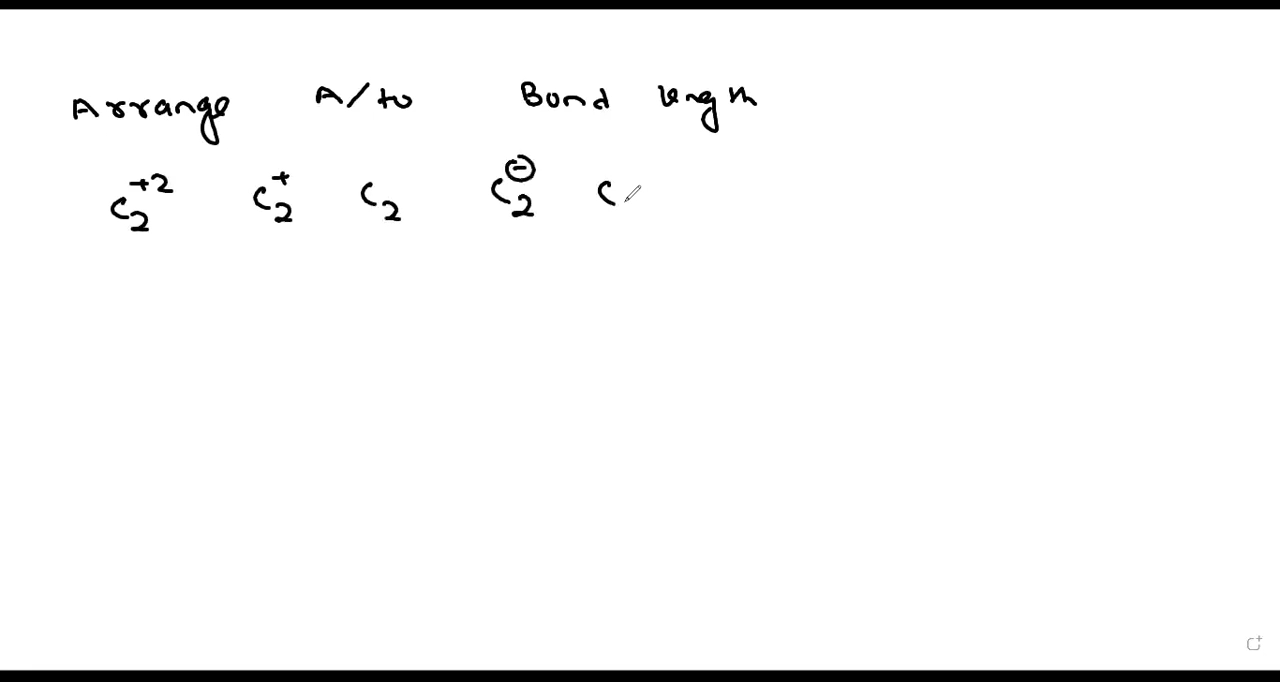 Arrange A/to Bond length
C₂⁺² C₂⁺ C₂ C₂⊖ C